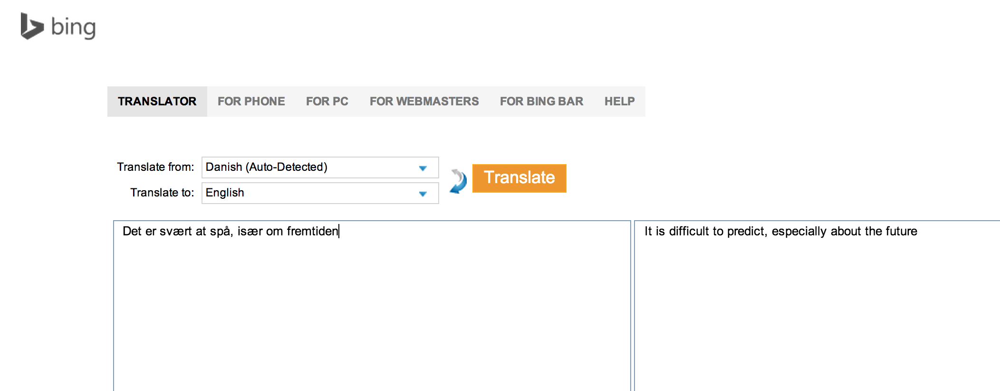 bing
TRANSLATOR FOR PHONE FOR PC FOR WEBMASTERS FOR BING BAR HELP
Translate from: Danish (Auto-Detected)
Translate to: English
Translate
Det er svært at spå, især om fremtiden
It is difficult to predict, especially about the future